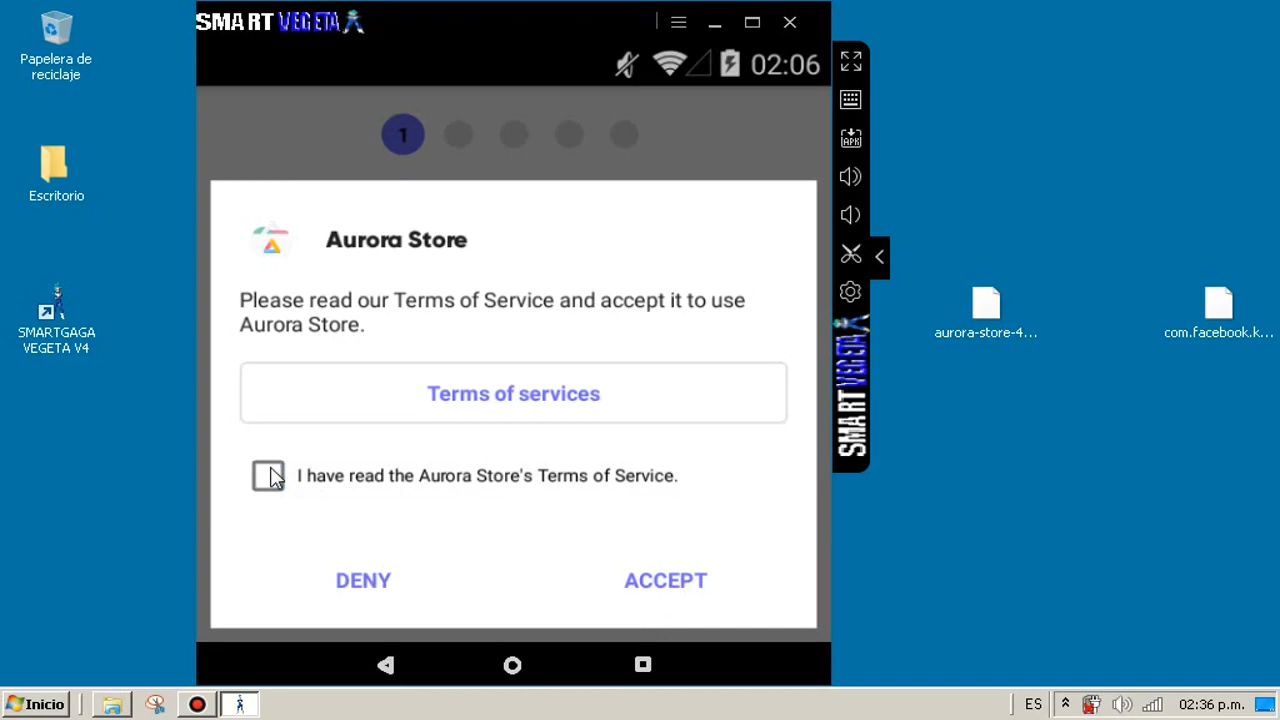 Papelera de
reciclaje
Escritorio
SMARTGAGA
VEGETA V4
SMART VEGETA
02:06
1
Aurora Store
Please read our Terms of Service and accept it to use
Aurora Store.
Terms of services
I have read the Aurora Store's Terms of Service.
DENY
ACCEPT
APK
SMART VEGETA
aurora-store-4...
com.facebook.k...
Inicio
ES
02:36 p.m.